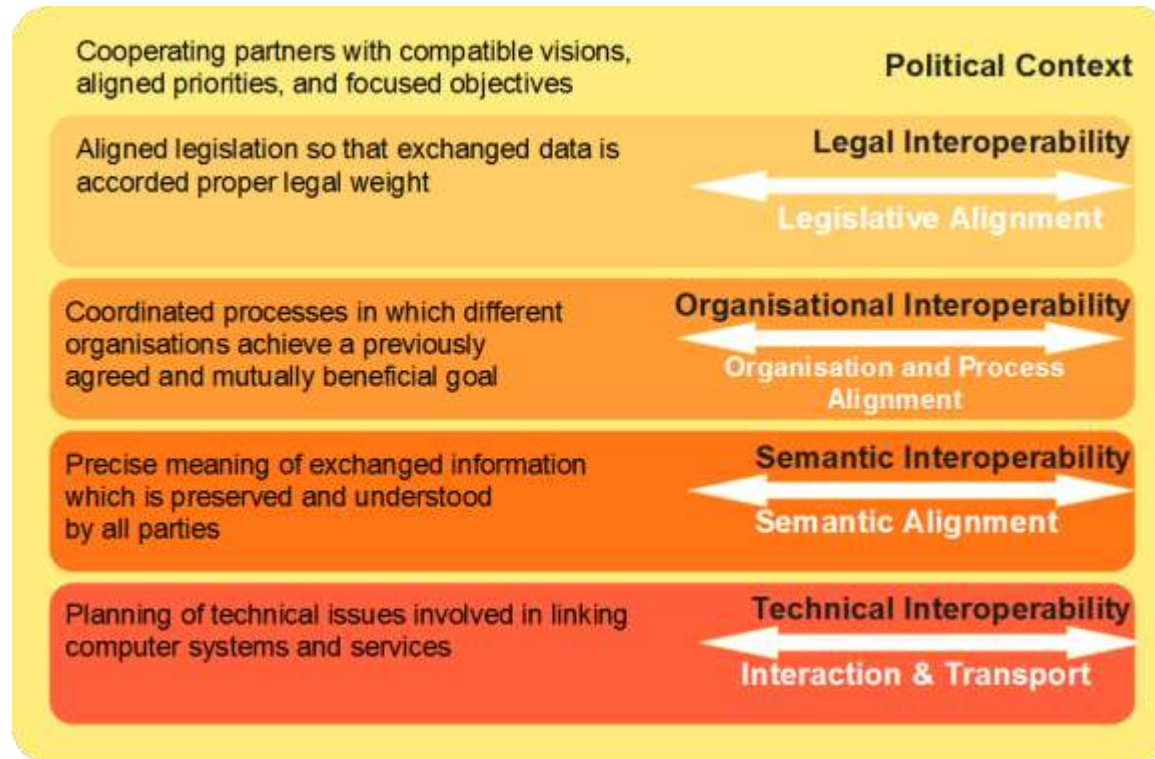 Cooperating partners with compatible visions,
aligned priorities, and focused objectives
Political Context
Aligned legislation so that exchanged data is
accorded proper legal weight
Legal Interoperability
Legislative Alignment
Coordinated processes in which different
organisations achieve a previously
agreed and mutually beneficial goal
Organisational Interoperability
Organisation and Process
Alignment
Precise meaning of exchanged information
which is preserved and understood
by all parties
Semantic Interoperability
Semantic Alignment
Planning of technical issues involved in linking
computer systems and services
Technical Interoperability
Interaction & Transport